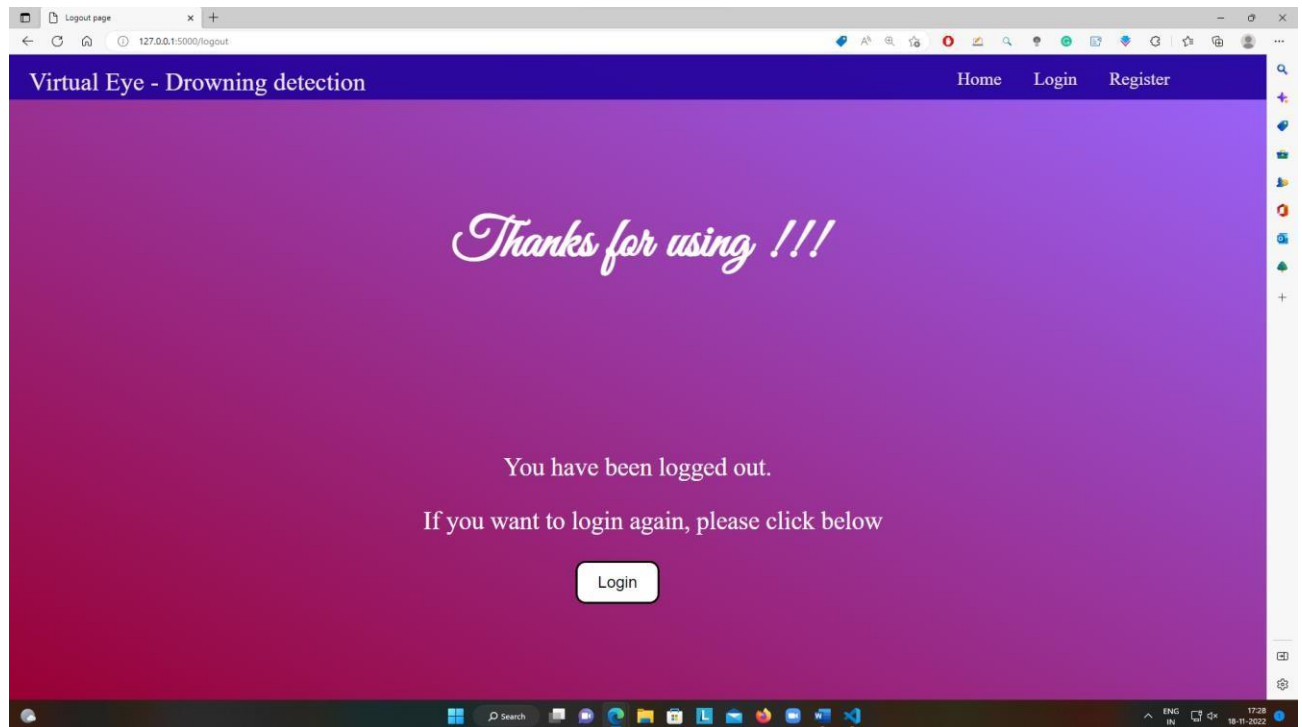 Logout page
127.0.0.1:5000/logout
Virtual Eye - Drowning detection
Home Login Register
Thanks for using !!!
You have been logged out.
If you want to login again, please click below
Login
Search
ENG
IN
17:28
18-11-2022